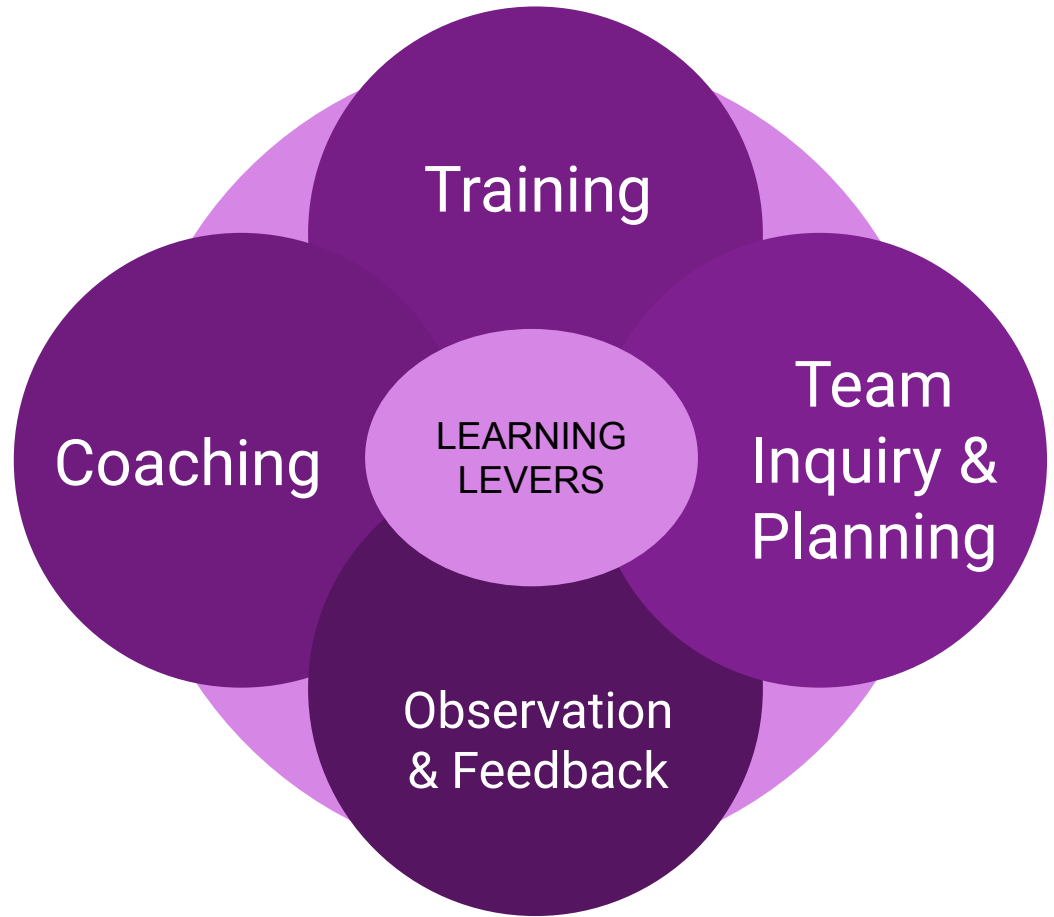 Training
Coaching
LEARNING
LEVERS
Team
Inquiry &
Planning
Observation
& Feedback